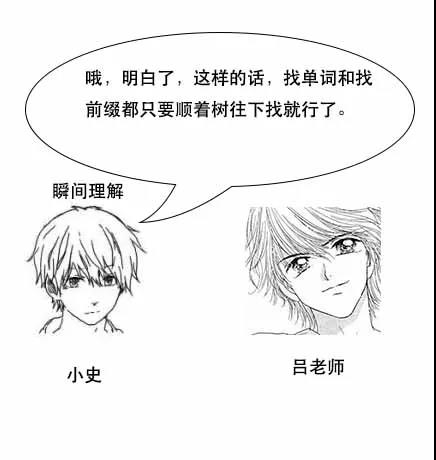 哦，明白了，这样的话，找单词和找
前缀都只要顺着树往下找就行了。
瞬间理解
小史
吕老师